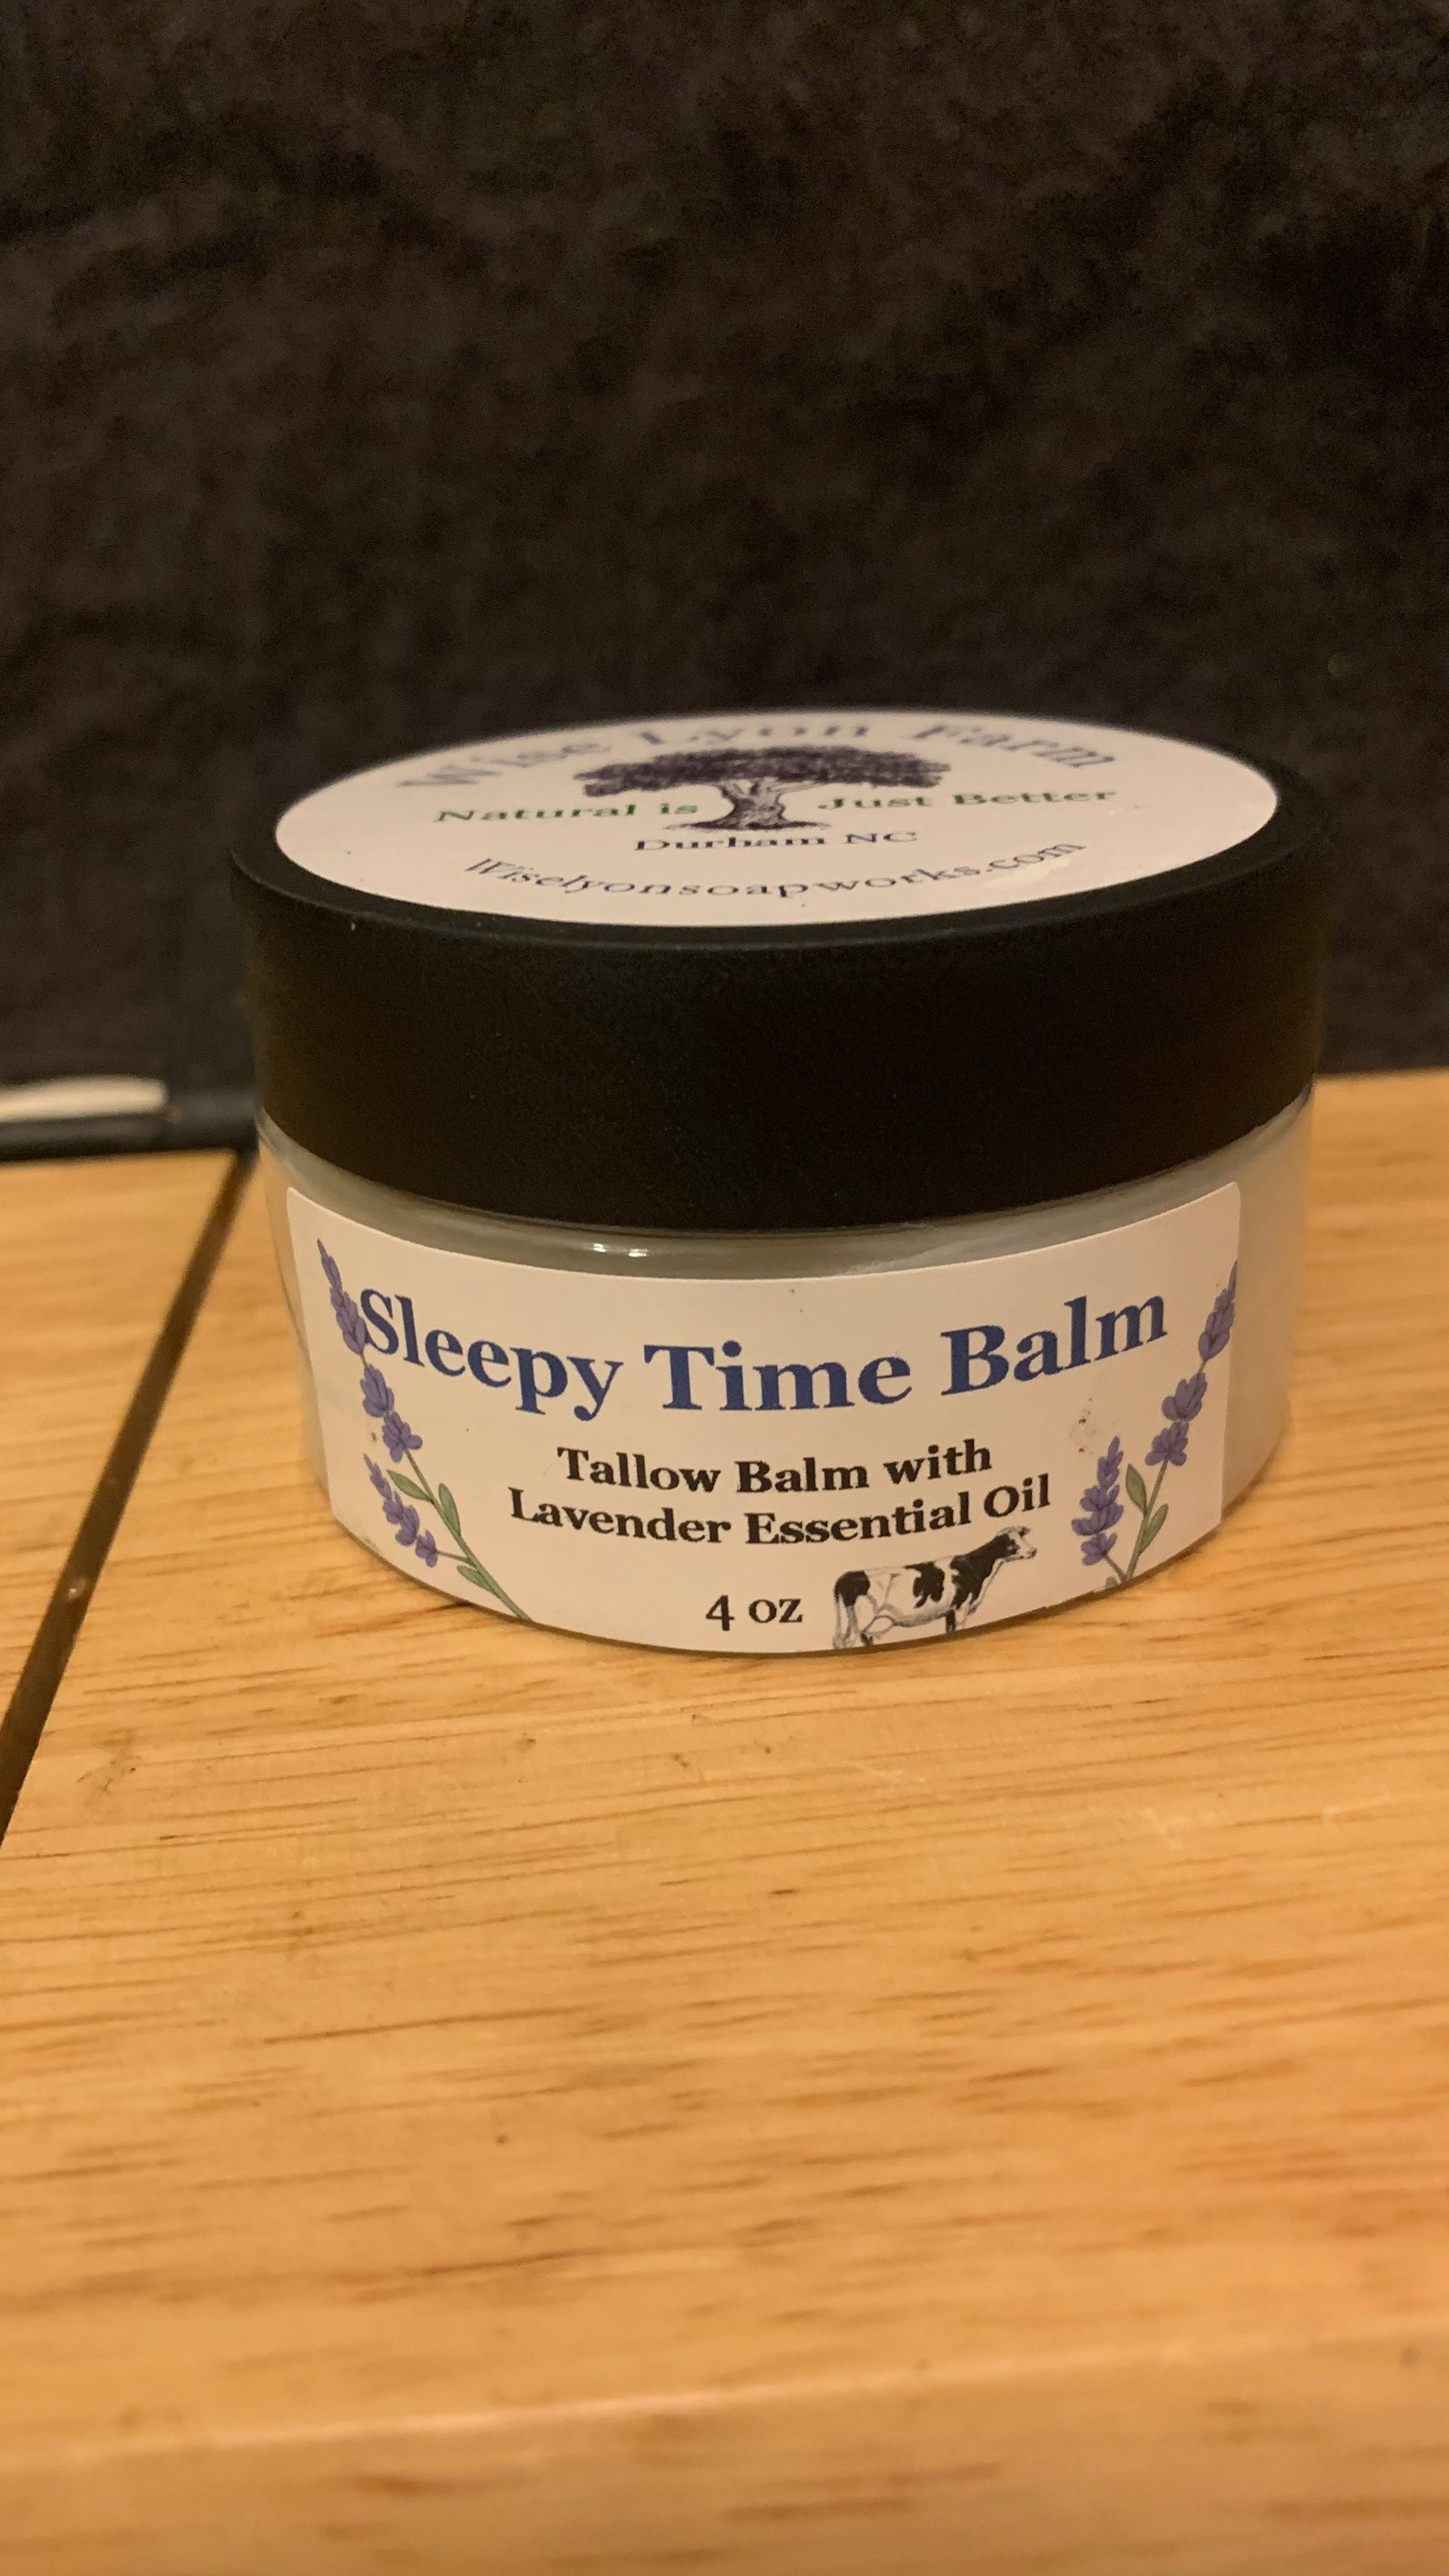 Wise Lyon Farm
Natural is Just Better
Durham NC
Wiselyonsoapworks.com
Sleepy Time Balm
Tallow Balm with
Lavender Essential Oil
4 oz